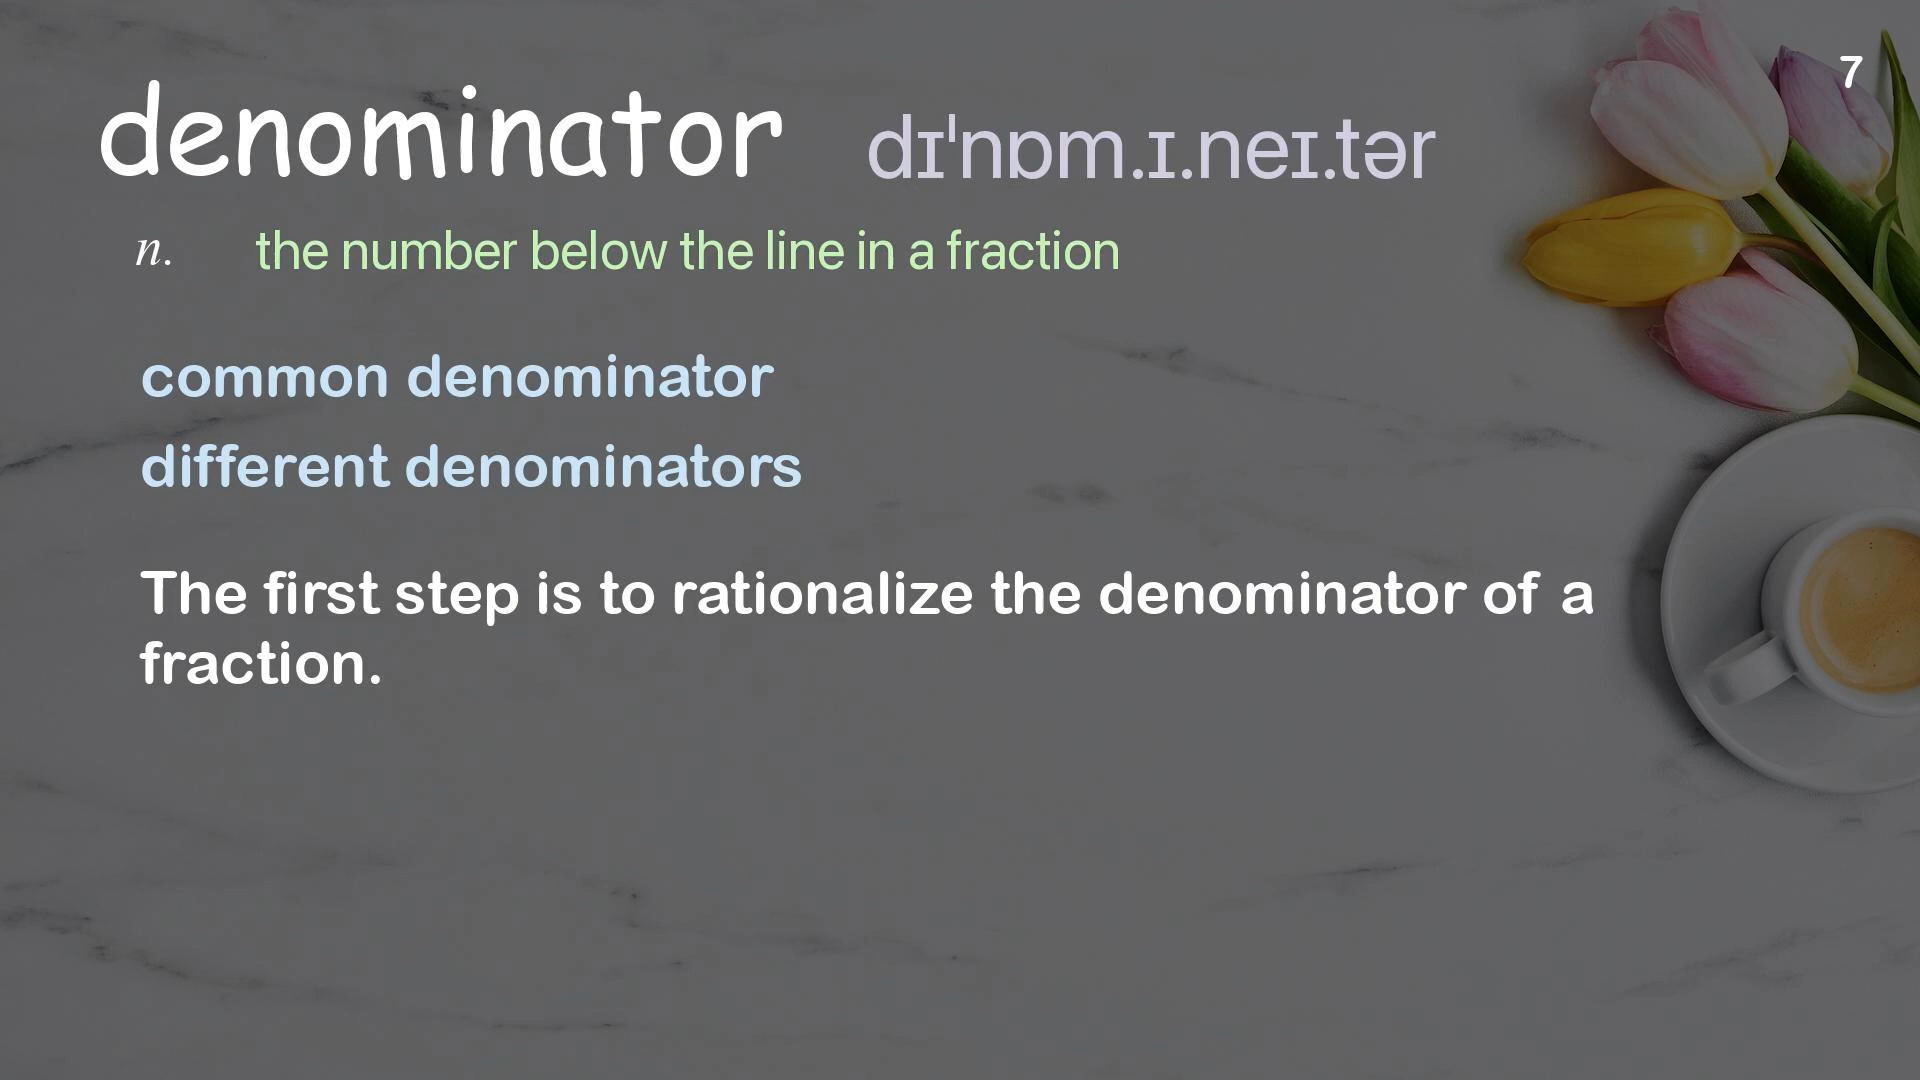 7
denominator dɪˈnɒm.ɪ.neɪ.tər
n. the number below the line in a fraction
common denominator
different denominators
The first step is to rationalize the denominator of a
fraction.